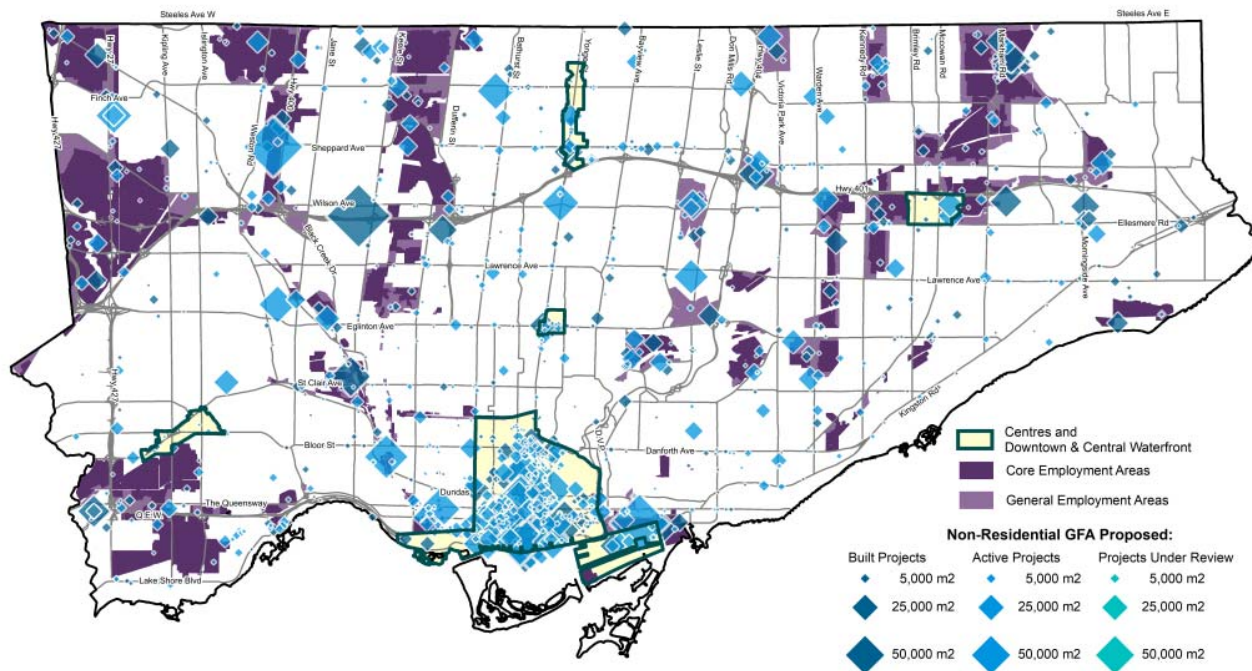 Steeles Ave W
Steeles Ave E
Hwy 27
Kipling Ave
Islington Ave
Jane St
Keele St
Bathurst St
Bayview Ave
Leslie St
Don Mills Rd
Hwy 404
Victoria Park Ave
Warden Ave
Kennedy Rd
Brimley Rd
Mccowan Rd
Markham Rd
Finch Ave
Hwy 427
Weston Rd
Dufferin St
Sheppard Ave
Hwy 401
Wilson Ave
Ellesmere Rd
Black Creek Dr
Morningside Ave
Lawrence Ave
Lawrence Ave
Eglinton Ave
St Clair Ave
Hwy 427
Kingston Rd
D.V.P.
Bloor St
Danforth Ave
Dundas
The Queensway
Q.E.W.
Lake Shore Blvd
Centres and
Downtown & Central Waterfront
Core Employment Areas
General Employment Areas
Non-Residential GFA Proposed:
Built Projects Active Projects Projects Under Review
5,000 m2 5,000 m2 5,000 m2
25,000 m2 25,000 m2 25,000 m2
50,000 m2 50,000 m2 50,000 m2